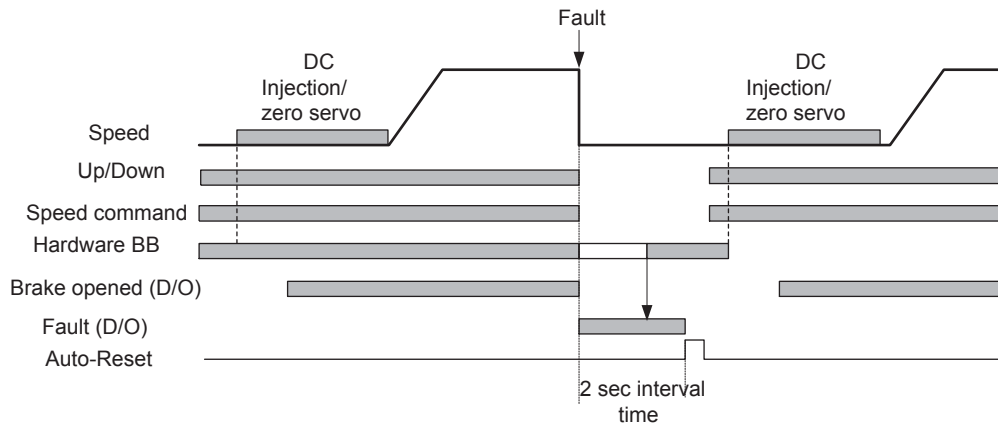 Fault
DC
Injection/
zero servo
DC
Injection/
zero servo
Speed
Up/Down
Speed command
Hardware BB
Brake opened (D/O)
Fault (D/O)
Auto-Reset
2 sec interval
time